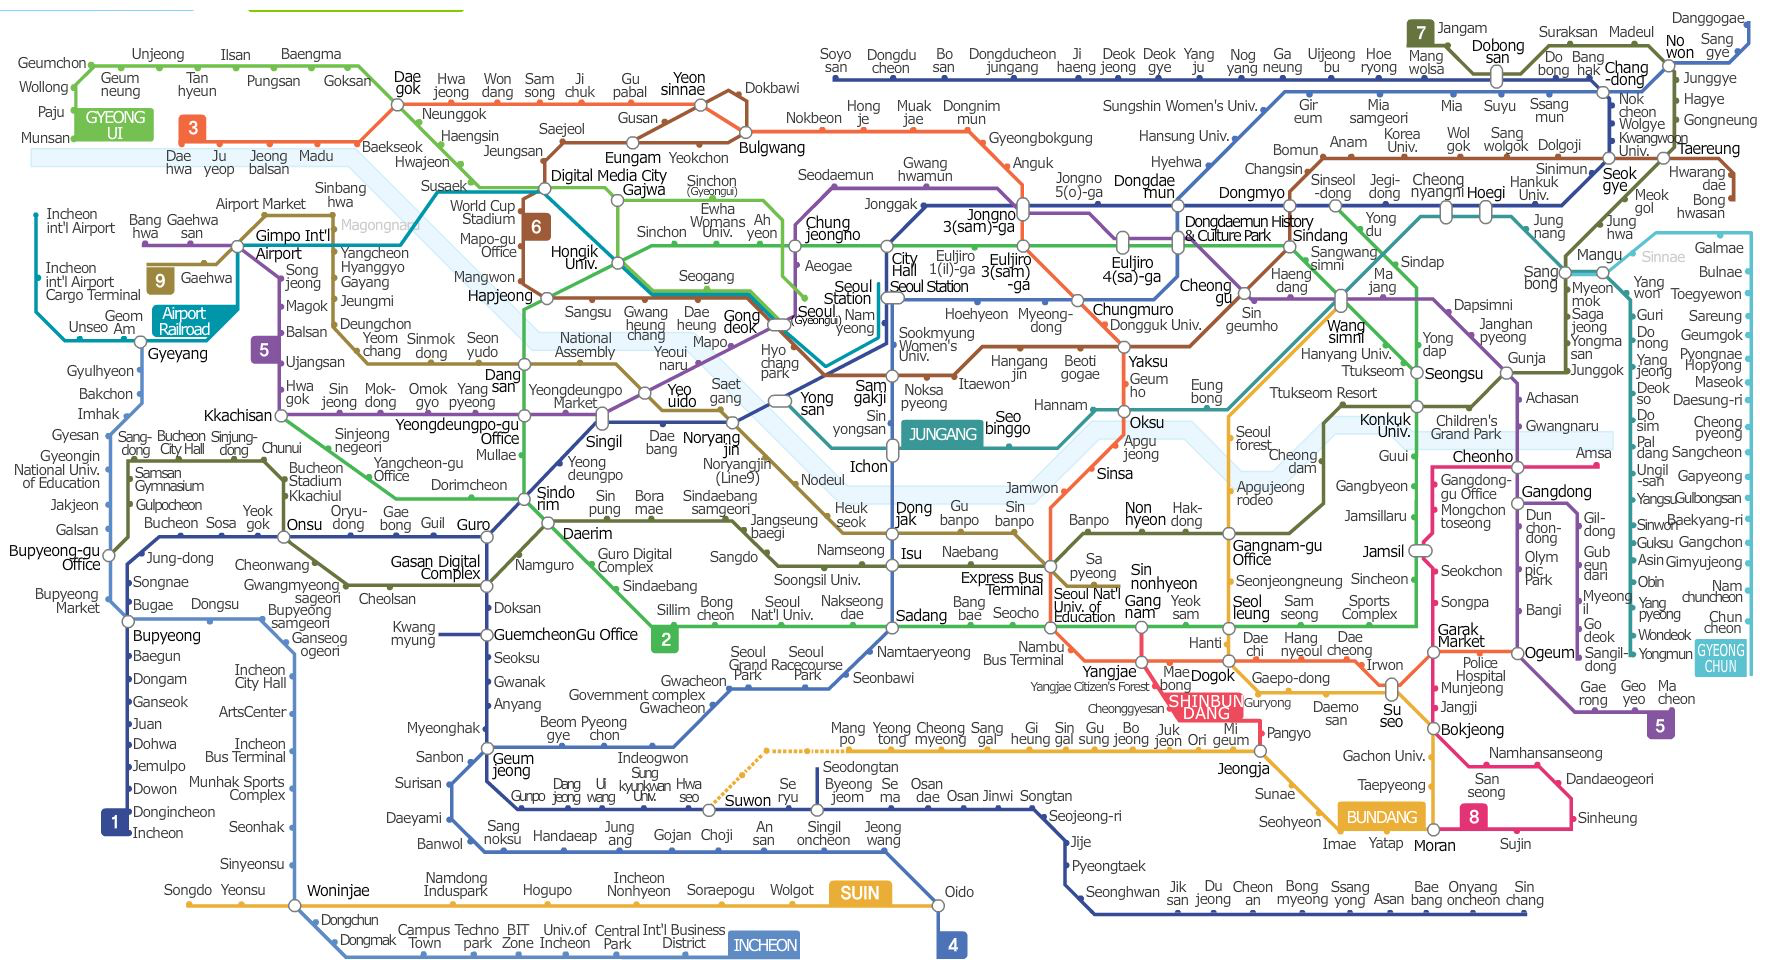 Geumchon
Unjeong
Ilsan
Baengma
Geum
neung
Tan
hyeun
Pungsan
Goksan
Wollong
Paju
Munsan
GYEONG
UI
3
Dae
hwa
Ju
yeop
Jeong
balsan
Madu
Baekseok
Dae
gok
Hwa
jeong
Won
dang
Sam
song
Ji
chuk
Gu
pabal
Yeon
sinnae
Dokbawi
Neunggok
Haengsin
Hwajeon
Susaek
Gusan
Saejeol
Jeungsan
Eungam
Yeokchon
Bulgwang
Nokbeon
Hong
je
Muak
jae
Dongnim
mun
Gyeongbokgung
Anguk
Soyo
san
Dongdu
cheon
Bo
san
Dongducheon
jungang
Ji
haeng
Deok
jeong
Deok
gye
Yang
ju
Nog
yang
Ga
neung
Uijeong
bu
Hoe
ryong
Mang
wolsa
7
Jangam
Dobong
san
Suraksan
Madeul
Do
bong
Bang
hak
No
won
Danggogae
Sang
gye
Chang
-dong
Junggye
Hagye
Gongneung
Nok
cheon
Wolgye
Kwangwoon
Univ.
Taereung
Hwarang
dae
Bong
hwasan
Sungshin Women's Univ.
Hansung Univ.
Hyehwa
Gir
eum
Mia
samgeori
Mia
Suyu
Ssang
mun
Bomun
Changsin
Anam
Korea
Univ.
Wol
gok
Sang
wolgok
Dolgoji
Sinimun
Seok
gye
Meok
gol
Jung
hwa
Mangu
Digital Media City
Gajwa
Sinchon
(Gyeongui)
Seodaemun
Gwang
hwamun
Jonggak
Jongno
3(sam)-ga
Jongno
5(o)-ga
Dongdae
mun
Dongmyo
Sinseol
-dong
Jegi-
dong
Cheong
nyangni
Hoegi
Hankuk
Univ.
Jung
nang
World Cup
Stadium
6
Mapo-gu
Office
Mangwon
Hapjeong
Hongik
Univ.
Sinchon
Ewha
Womans
Univ.
Ah
yeon
Chung
jeongno
City
Hall
Euljiro
1(il)-ga
Euljiro
3(sam)
-ga
Euljiro
4(sa)-ga
Dongdaemun History
& Culture Park
Sindang
Sangwang
simni
Yong
du
Sindap
Incheon
int'l Airport
Incheon
int'l Airport
Cargo Terminal
Unseo
Geom
Am
Gyeyang
Airport
Railroad
Bang
hwa
Gaehwa
san
Airport Market
Sinbang
hwa
Magongnaru
Gimpo Int'l
Airport
9
Gaehwa
Yangcheon
Hyanggyo
Gayang
Jeungmi
Deungchon
Yeom
chang
Sinmok
dong
Seon
yudo
Song
jeong
Magok
Balsan
5
Ujangsan
Hwa
gok
Kkachisan
Sin
jeong
Mok-
dong
Omok
gyo
Yang
pyeong
Yeongdeungpo-gu
Office
Yeongdeungpo
Market
Dang
san
National
Assembly
Yeoui
naru
Yeo
uido
Mapo
Gong
deok
Aeogae
Seogang
Sangsu
Gwang
heung
chang
Dae
heung
Hyo
chang
park
Seoul
Station
Seoul
(Gyeongui)
Seoul Station
Nam
yeong
Sookmyung
Women's
Univ.
Hoehyeon
Myeong-
dong
Chungmuro
Dongguk Univ.
Cheong
gu
Sin
geumho
Haeng
dang
Wang
simni
Ma
jang
Dapsimni
Janghan
pyeong
Gunja
Yong
dap
Seongsu
Hanyang Univ.
Ttukseom
Ttukseom Resort
Konkuk
Univ.
Children's
Grand Park
Junggok
Yongma
san
Saga
jeong
Myeon
mok
Sang
bong
Sinnae
Galmae
Bulnae
Toegyewon
Sareung
Geumgok
Pyongnae
Hopyong
Maseok
Daesung-ri
Cheong
pyeong
Sangcheon
Gapyeong
Gulbongsan
Baekyang-ri
Gangchon
Gimyujeong
Nam
chuncheon
Chun
cheon
GYEONG
CHUN
Yang
won
Guri
Do
nong
Yang
jeong
Deok
so
Do
sim
Pal
dang
Ungil
-san
Yangsu
Sinwon
Guksu
Asin
Obin
Yang
pyeong
Wondeok
Yongmun
Achasan
Gwangnaru
Cheonho
Amsa
Gangdong
Gangdong-
gu Office
Mongchon
toseong
Dun
chon-
dong
Olym
pic
Park
Bangi
Ogeum
Gil-
dong
Gub
eun
dari
Myeong
il
Go
deok
Sangil-
dong
Guui
Gangbyeon
Jamsillaru
Jamsil
Sincheon
Seokchon
Songpa
Garak
Market
Police
Hospital
Munjeong
Jangji
Bokjeong
Gae
rong
Geo
yeo
Ma
cheon
5
Yaksu
Geum
ho
Oksu
Hannam
Eung
bong
Apgu
jeong
Sinsa
Jamwon
Seoul
forest
Cheong
dam
Apgujeong
rodeo
Gangnam-gu
Office
Seonjeongneung
Seol
leung
Hanti
Dogok
Sam
gakji
Noksa
pyeong
Itaewon
Hangang
jin
Beoti
gogae
Yong
san
Sin
yongsan
Ichon
JUNGANG
Seo
binggo
Saet
gang
Noryang
jin
Noryangjin
(Line9)
Nodeul
Heuk
seok
Dong
jak
Gu
banpo
Sin
banpo
Banpo
Non
hyeon
Hak-
dong
Dae
bang
Singil
Yeong
deungpo
Sindo
rim
Mullae
Sinjeong
negeori
Yangcheon-gu
Office
Dorimcheon
Sin
pung
Bora
mae
Sindaebang
samgeori
Jangseung
baegi
Sangdo
Namseong
Soongsil Univ.
Isu
Naebang
Express Bus
Terminal
Sa
pyeong
Sin
nonhyeon
Seoul Nat'l
Univ. of
Education
Gang
nam
Yeok
sam
Sam
seong
Sports
Complex
Seocho
Bang
bae
Sadang
Nakseong
dae
Seoul
Nat'l Univ.
Bong
cheon
Sillim
2
Sindaebang
Guro Digital
Complex
Daerim
Namguro
Gasan Digital
Complex
Guro
Guil
Gae
bong
Oryu-
dong
Onsu
Yeok
gok
Sosa
Bucheon
Gyulhyeon
Bakchon
Imhak
Gyesan
Gyeongin
National Univ.
of Education
Jakjeon
Galsan
Bupyeong-gu
Office
Bupyeong
Market
Sang-
dong
Bucheon
City Hall
Sinjung-
dong
Chunui
Samsan
Gymnasium
Gulpocheon
Bucheon
Stadium
Kkachiul
Jung-dong
Songnae
Bugae
Bupyeong
Dongsu
Bupyeong
samgeori
Ganseog
ogeori
Cheonwang
Gwangmyeong
sageori
Cheolsan
Baegun
Dongam
Ganseok
Juan
Dohwa
Jemulpo
Dowon
Dongincheon
Incheon
1
Incheon
City Hall
ArtsCenter
Incheon
Bus Terminal
Munhak Sports
Complex
Seonhak
Sinyeonsu
Woninjae
Songdo
Yeonsu
Dongchun
Dongmak
Campus
Town
Techno
park
BIT
Zone
Univ.of
Incheon
Central
Park
Int'l Business
District
INCHEON
Namdong
Induspark
Hogupo
Incheon
Nonhyeon
Soraepogu
Wolgot
SUIN
Oido
4
Doksan
Kwang
myung
GuemcheonGu Office
Seoksu
Gwanak
Anyang
Myeonghak
Geum
jeong
Sanbon
Surisan
Daeyami
Banwol
Sang
noksu
Handaeap
Jung
ang
Gojan
Choji
An
san
Singil
oncheon
Jeong
wang
Beom
gye
Pyeong
chon
Indeogwon
Government complex
Gwacheon
Gwacheon
Seoul
Grand Park
Seoul
Racecourse
Park
Seonbawi
Namtaeryeong
Gunpo
Dang
jeong
Ui
wang
Sung
kyunkwan
Univ.
Hwa
seo
Suwon
Se
ryu
Seodongtan
Byeong
jeom
Se
ma
Osan
dae
Osan
Jinwi
Songtan
Seojeong-ri
Jije
Pyeongtaek
Seonghwan
Jik
san
Du
jeong
Cheon
an
Bong
myeong
Ssang
yong
Asan
Bae
bang
Onyang
oncheon
Sin
chang
Nambu
Bus Terminal
Yangjae
Yangjae Citizen's Forest
Cheonggyesan
Mae
bong
SHINBUN
DANG
Guryong
Gaepo-dong
Dae
chi
Hang
nyeoul
Dae
cheong
Irwon
Daemo
san
Su
seo
Mang
po
Yeong
tong
Cheong
myeong
Sang
gal
Gi
heung
Sin
gal
Gu
sung
Bo
jeong
Juk
jeon
Ori
Mi
geum
Pangyo
Jeongja
Sunae
Seohyeon
Imae
BUNDANG
Yatap
Moran
8
Sujin
Sinheung
Dandaeogeori
Namhansanseong
San
seong
Gachon Univ.
Taepyeong